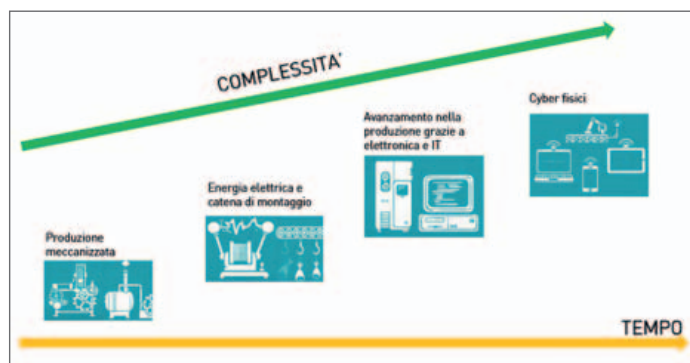 COMPLESSITA'
Cyber fisici
Avanzamento nella
produzione grazie a
elettronica e IT
Energia elettrica e
catena di montaggio
Produzione
meccanizzata
TEMPO